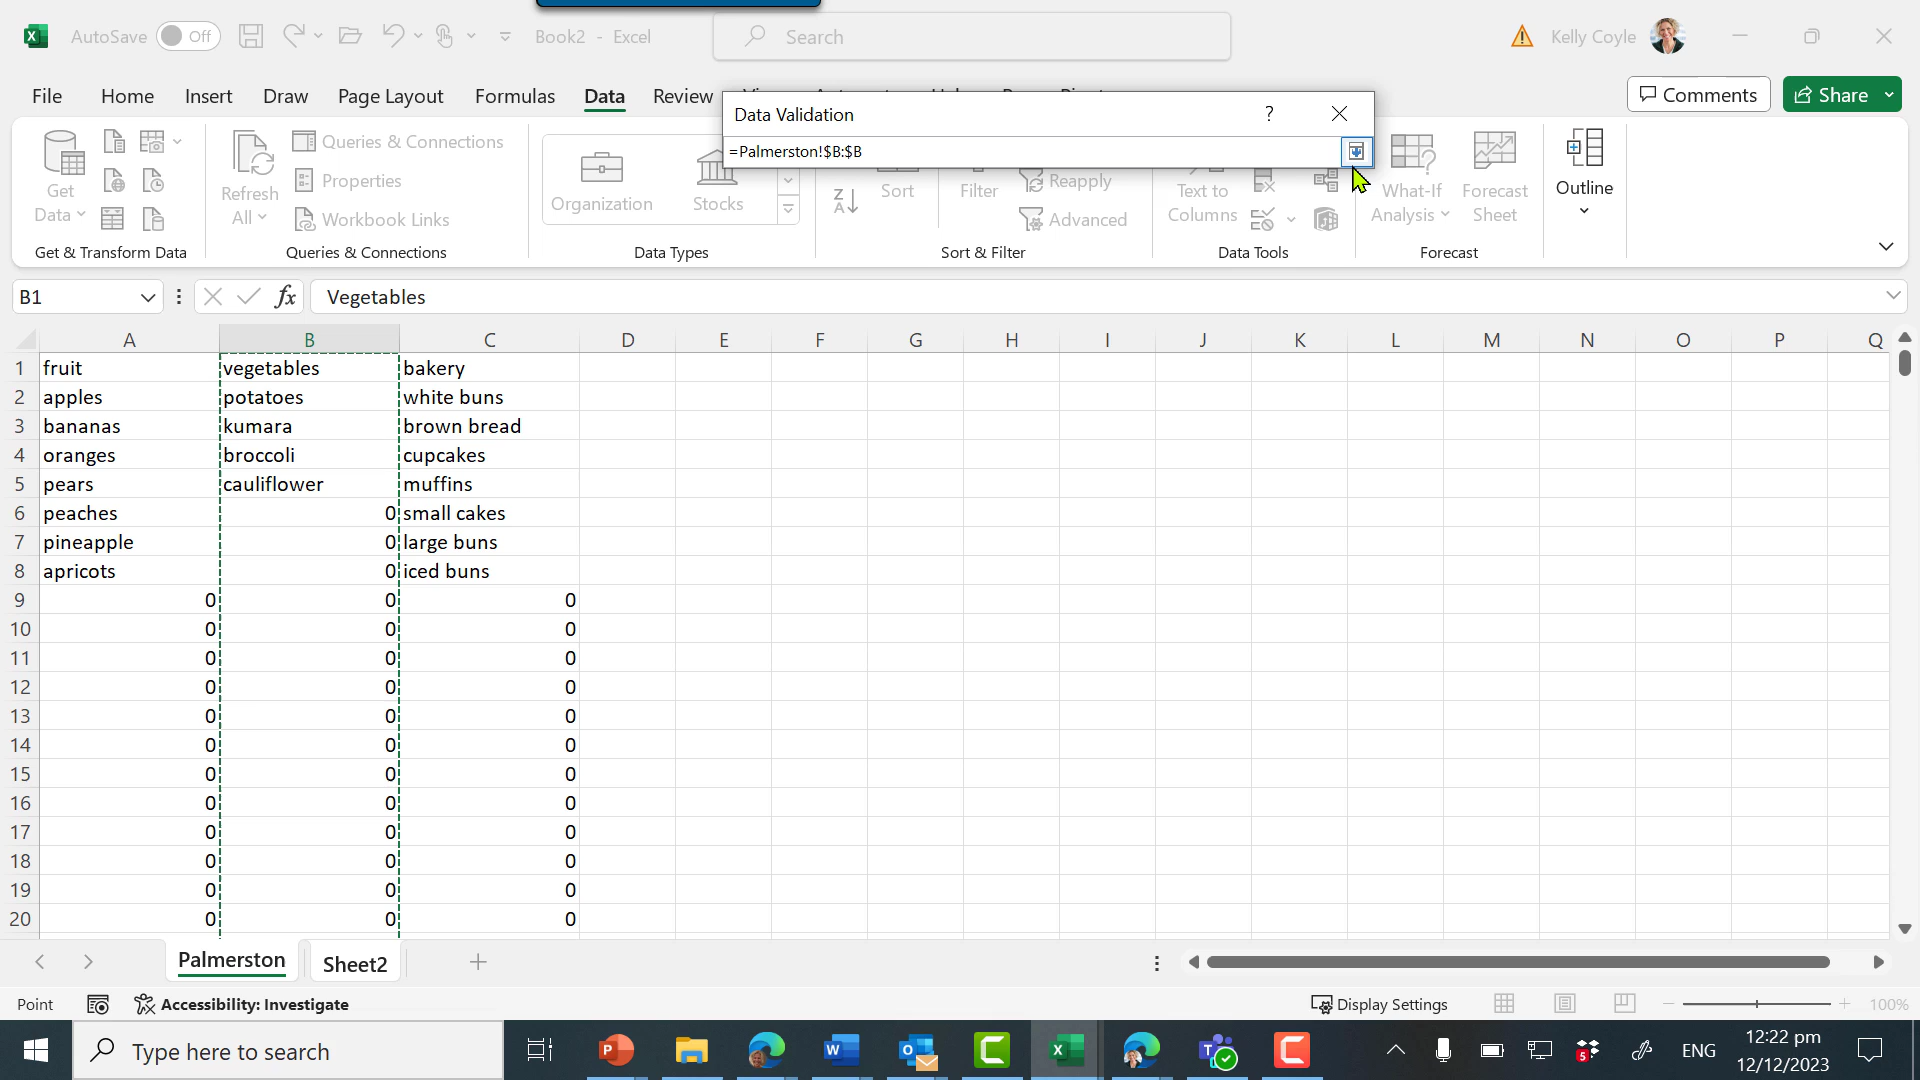 AutoSave Off Book2 - Excel Search Kelly Coyle
File Home Insert Draw Page Layout Formulas Data Review Comments Share
Data Validation ?
=Palmerston!$B:$B
Get Data
Refresh All
Queries & Connections
Properties
Workbook Links
Organization
Stocks
Z
A
Sort
Filter
Reapply
Advanced
Text to Columns
What-If Analysis
Forecast Sheet
Outline
Get & Transform Data Queries & Connections Data Types Sort & Filter Data Tools Forecast
B1 fx Vegetables
A B C D E F G H I J K L M N O P Q
1 fruit vegetables bakery
2 apples potatoes white buns
3 bananas kumara brown bread
4 oranges broccoli cupcakes
5 pears cauliflower muffins
6 peaches 0 small cakes
7 pineapple 0 large buns
8 apricots 0 iced buns
9 0 0 0
10 0 0 0
11 0 0 0
12 0 0 0
13 0 0 0
14 0 0 0
15 0 0 0
16 0 0 0
17 0 0 0
18 0 0 0
19 0 0 0
20 0 0 0
Palmerston Sheet2
Point Accessibility: Investigate Display Settings 100%
Type here to search
5
ENG
12:22 pm
12/12/2023